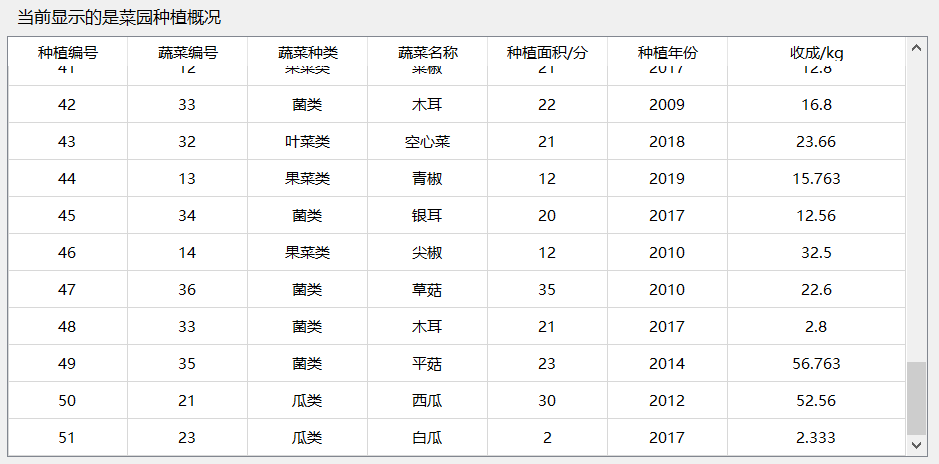 当前显示的是菜园种植概况
种植编号 蔬菜编号 蔬菜种类 蔬菜名称 种植面积/分 种植年份 收成/kg
41 12 果菜类 菜椒 21 2017 12.8
42 33 菌类 木耳 22 2009 16.8
43 32 叶菜类 空心菜 21 2018 23.66
44 13 果菜类 青椒 12 2019 15.763
45 34 菌类 银耳 20 2017 12.56
46 14 果菜类 尖椒 12 2010 32.5
47 36 菌类 草菇 35 2010 22.6
48 33 菌类 木耳 21 2017 2.8
49 35 菌类 平菇 23 2014 56.763
50 21 瓜类 西瓜 30 2012 52.56
51 23 瓜类 白瓜 2 2017 2.333